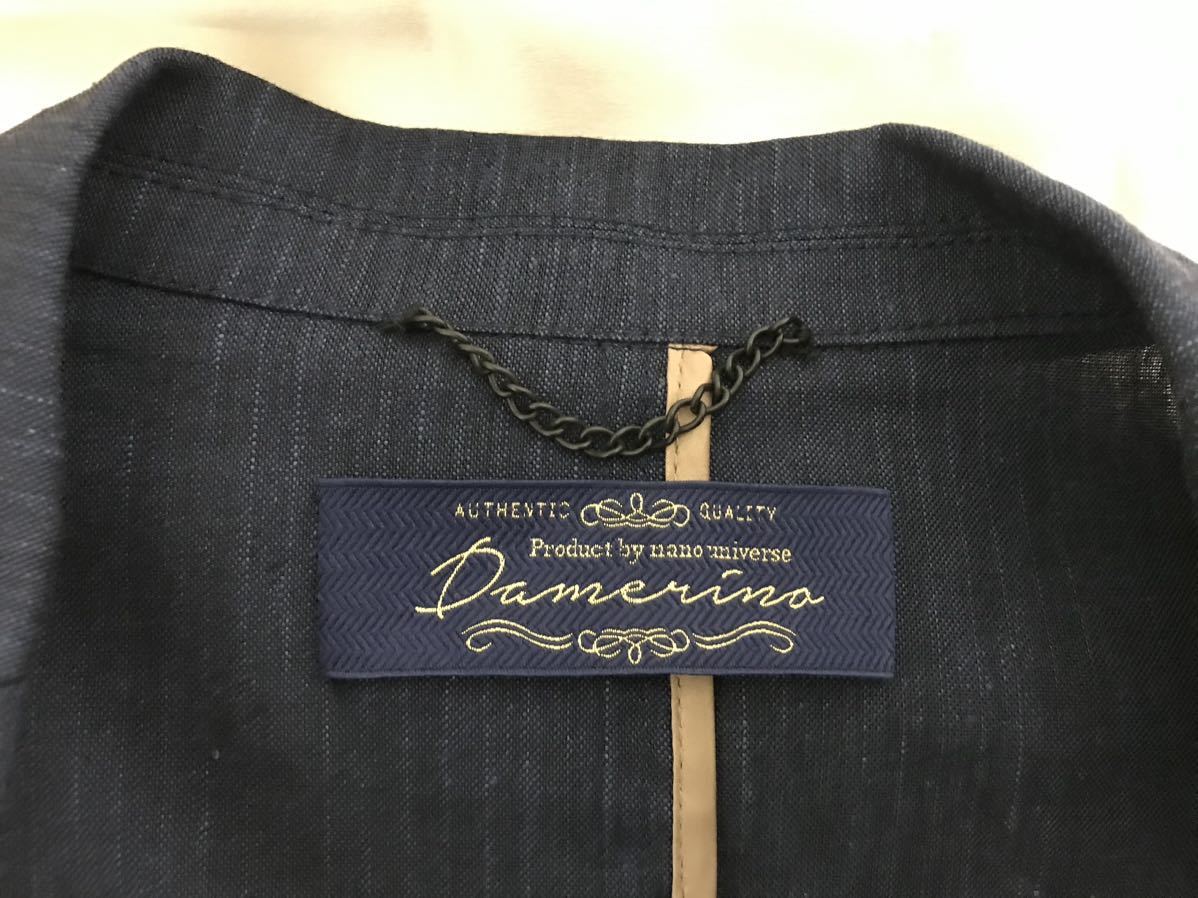 AUTHENTIC QUALITY
Product by nano universe
Damerino